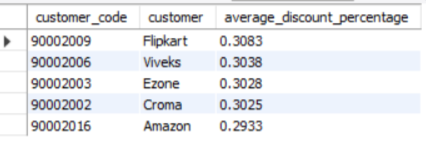 customer_code customer average_discount_percentage
90002009 Flipkart 0.3083
90002006 Viveks 0.3038
90002003 Ezone 0.3028
90002002 Croma 0.3025
90002016 Amazon 0.2933